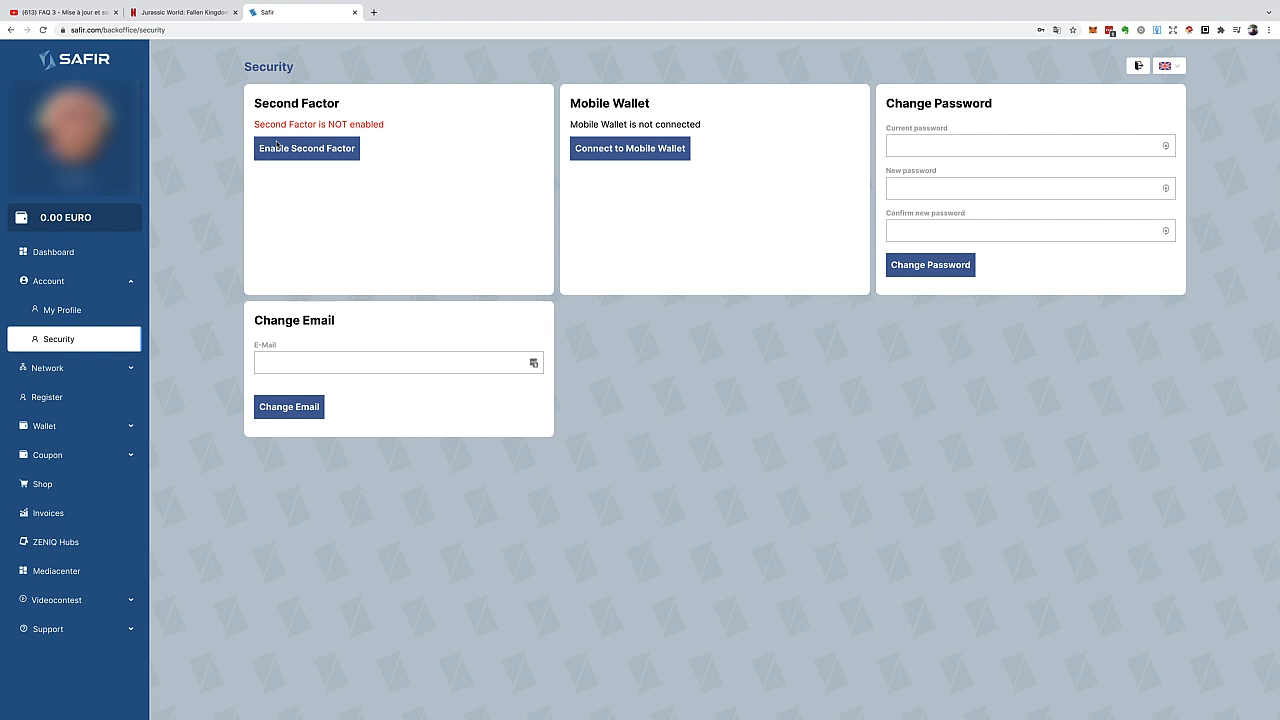 (613) FAQ 3 - Mise à jour et sé
Jurassic World: Fallen Kingdom
Safir
safir.com/backoffice/security
SAFIR
0.00 EURO
Dashboard
Account
My Profile
Security
Network
Register
Wallet
Coupon
Shop
Invoices
ZENIQ Hubs
Mediacenter
Videocontest
Support
Security
Second Factor
Second Factor is NOT enabled
Enable Second Factor
Mobile Wallet
Mobile Wallet is not connected
Connect to Mobile Wallet
Change Password
Current password
New password
Confirm new password
Change Password
Change Email
E-Mail
Change Email